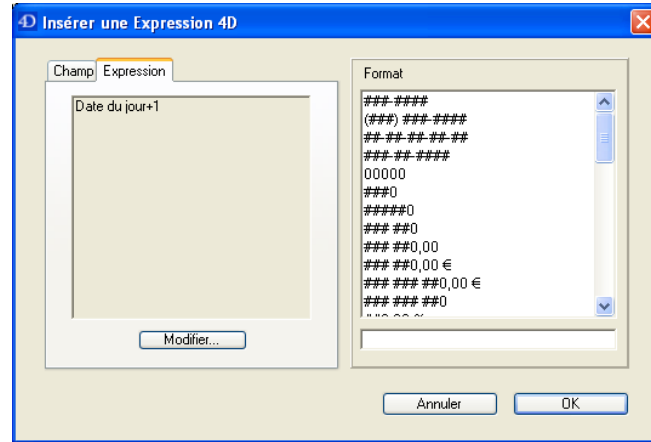 4D Insérer une Expression 4D
Champ Expression
Date du jour+1
Modifier...
Format
###-####
(###) ###-####
##-##-##-##-##
###-##-####
00000
###0
#####0
### ##0
### ##0,00
### ##0,00 €
### ### ##0,00 €
### ### ##0
Annuler OK